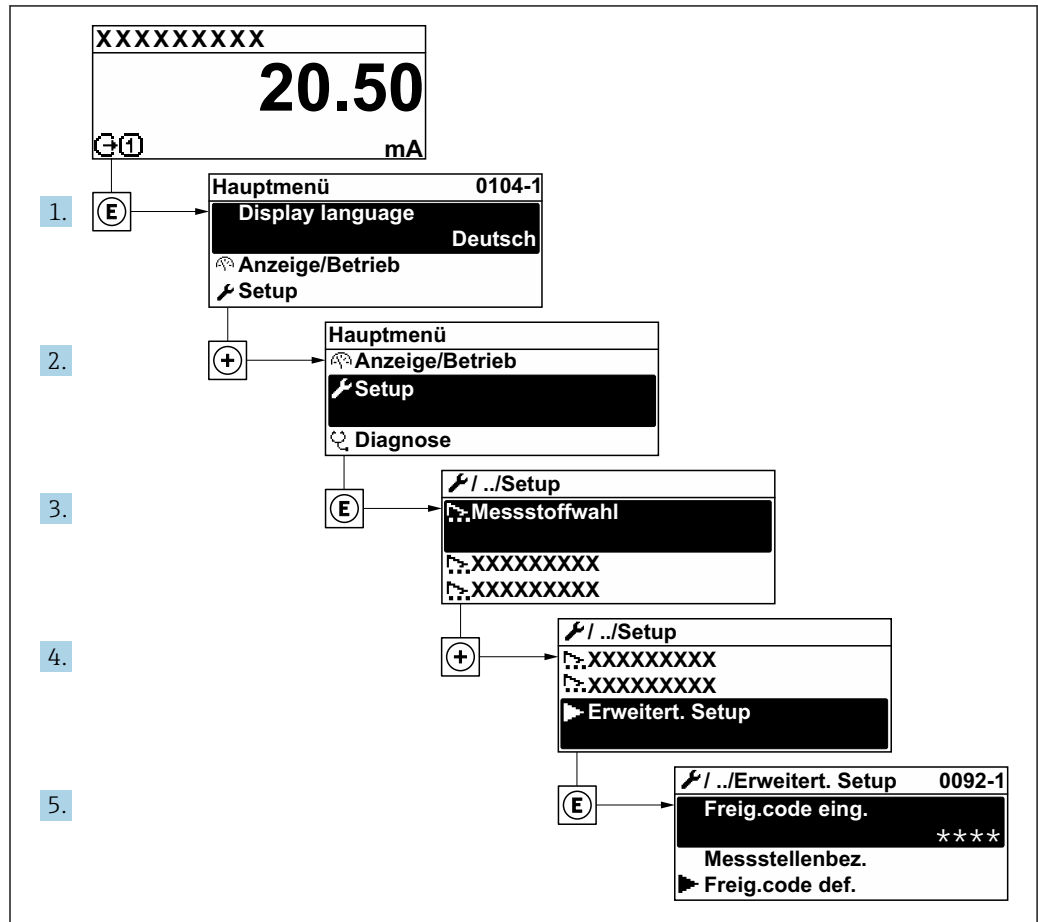 XXXXXXXXX
20.50
1 mA
1. E
Hauptmenü 0104-1
Display language
Deutsch
Anzeige/Betrieb
Setup
2. +
Hauptmenü
Anzeige/Betrieb
Setup
Diagnose
3. E
/ ../Setup
Messstoffwahl
XXXXXXXXX
XXXXXXXXX
4. +
/ ../Setup
XXXXXXXXX
XXXXXXXXX
Erweitert. Setup
5. E
/ ../Erweitert. Setup 0092-1
Freig.code eing.
****
Messstellenbez.
Freig.code def.